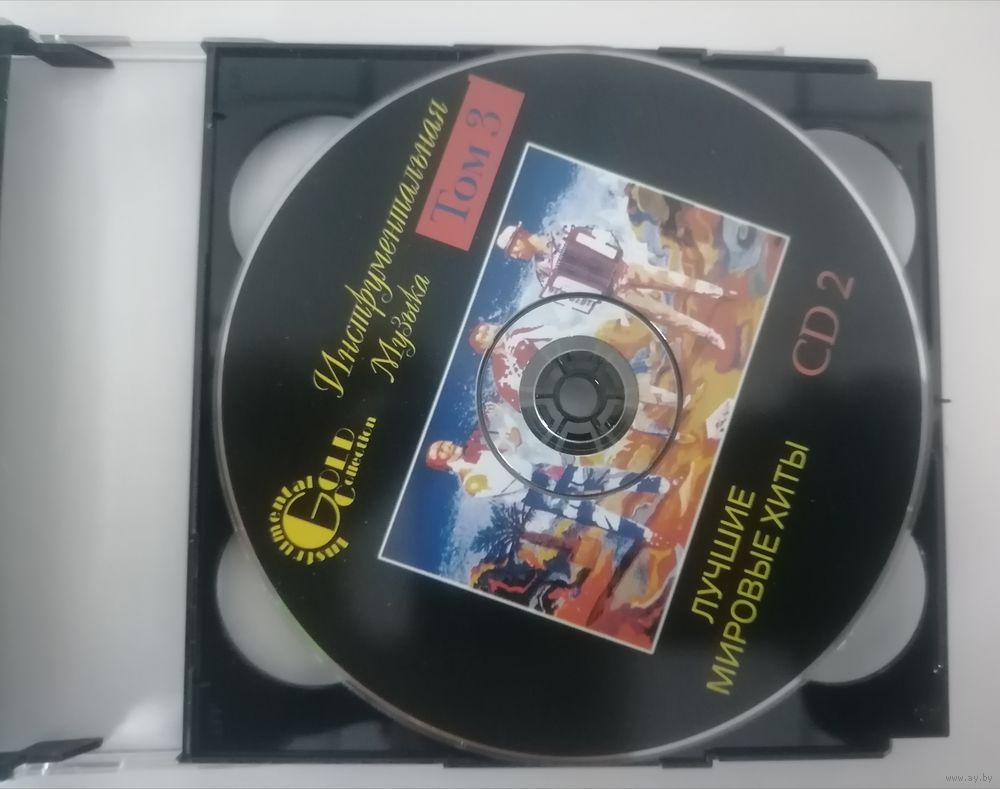 Instrumental
GOLD
Collection
Инструментальная
Музыка
Том 3
ЛУЧШИЕ
МИРОВЫЕ ХИТЫ
CD 2
www.ay.by